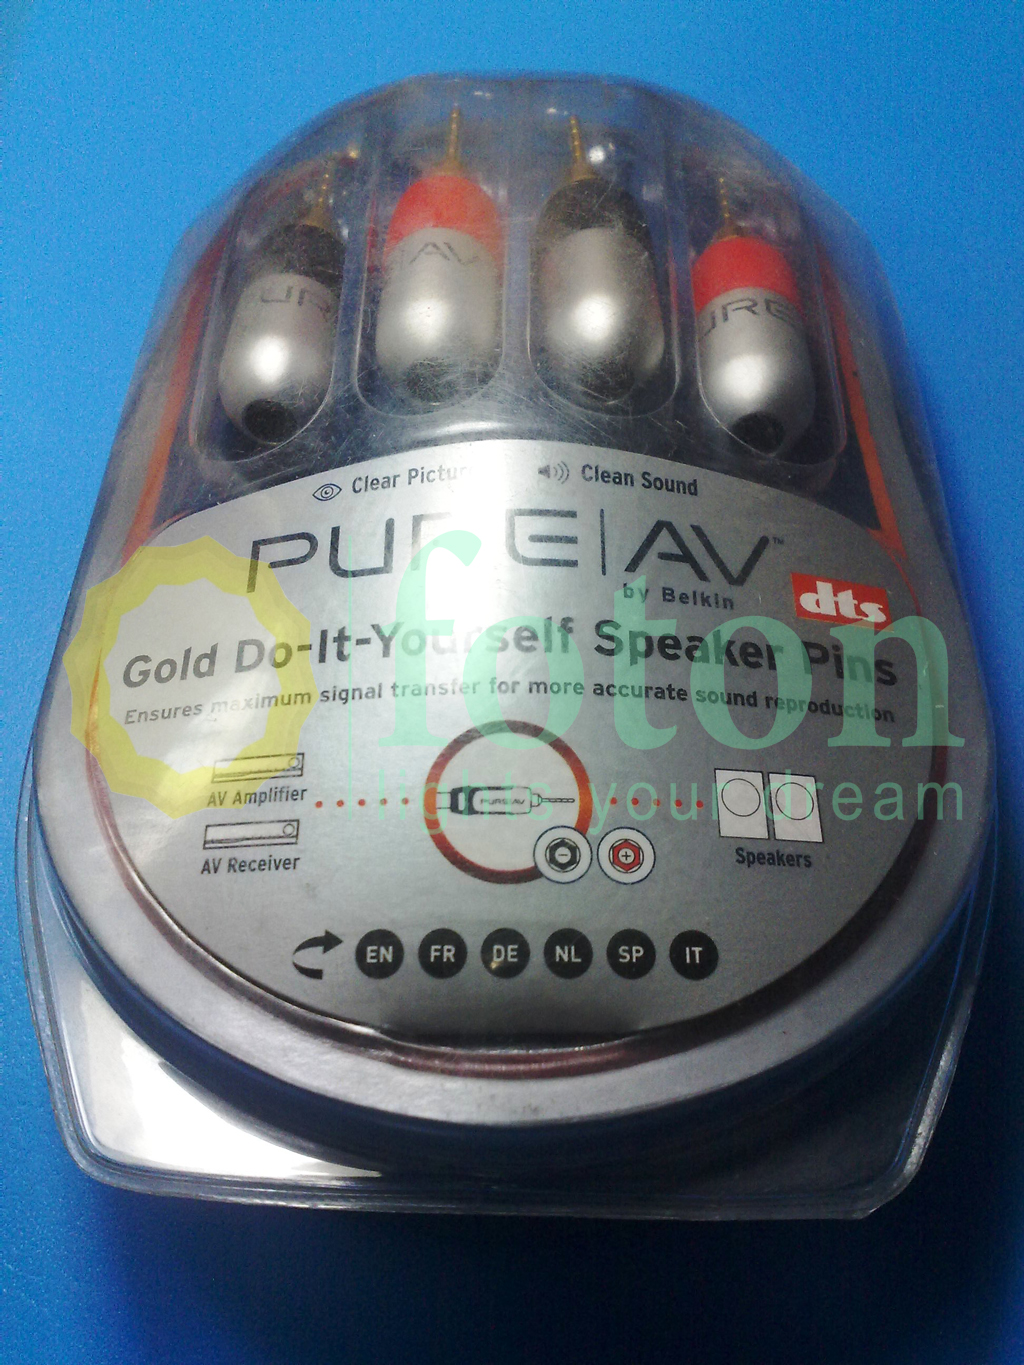 PURE
AV
URE
Clear Picture
Clean Sound
PURE|AV™
by Belkin
dts
Gold Do-It-Yourself Speaker Pins
Ensures maximum signal transfer for more accurate sound reproduction
foton
lights your dream
AV Amplifier
PURE AV
AV Receiver
Speakers
EN FR DE NL SP IT